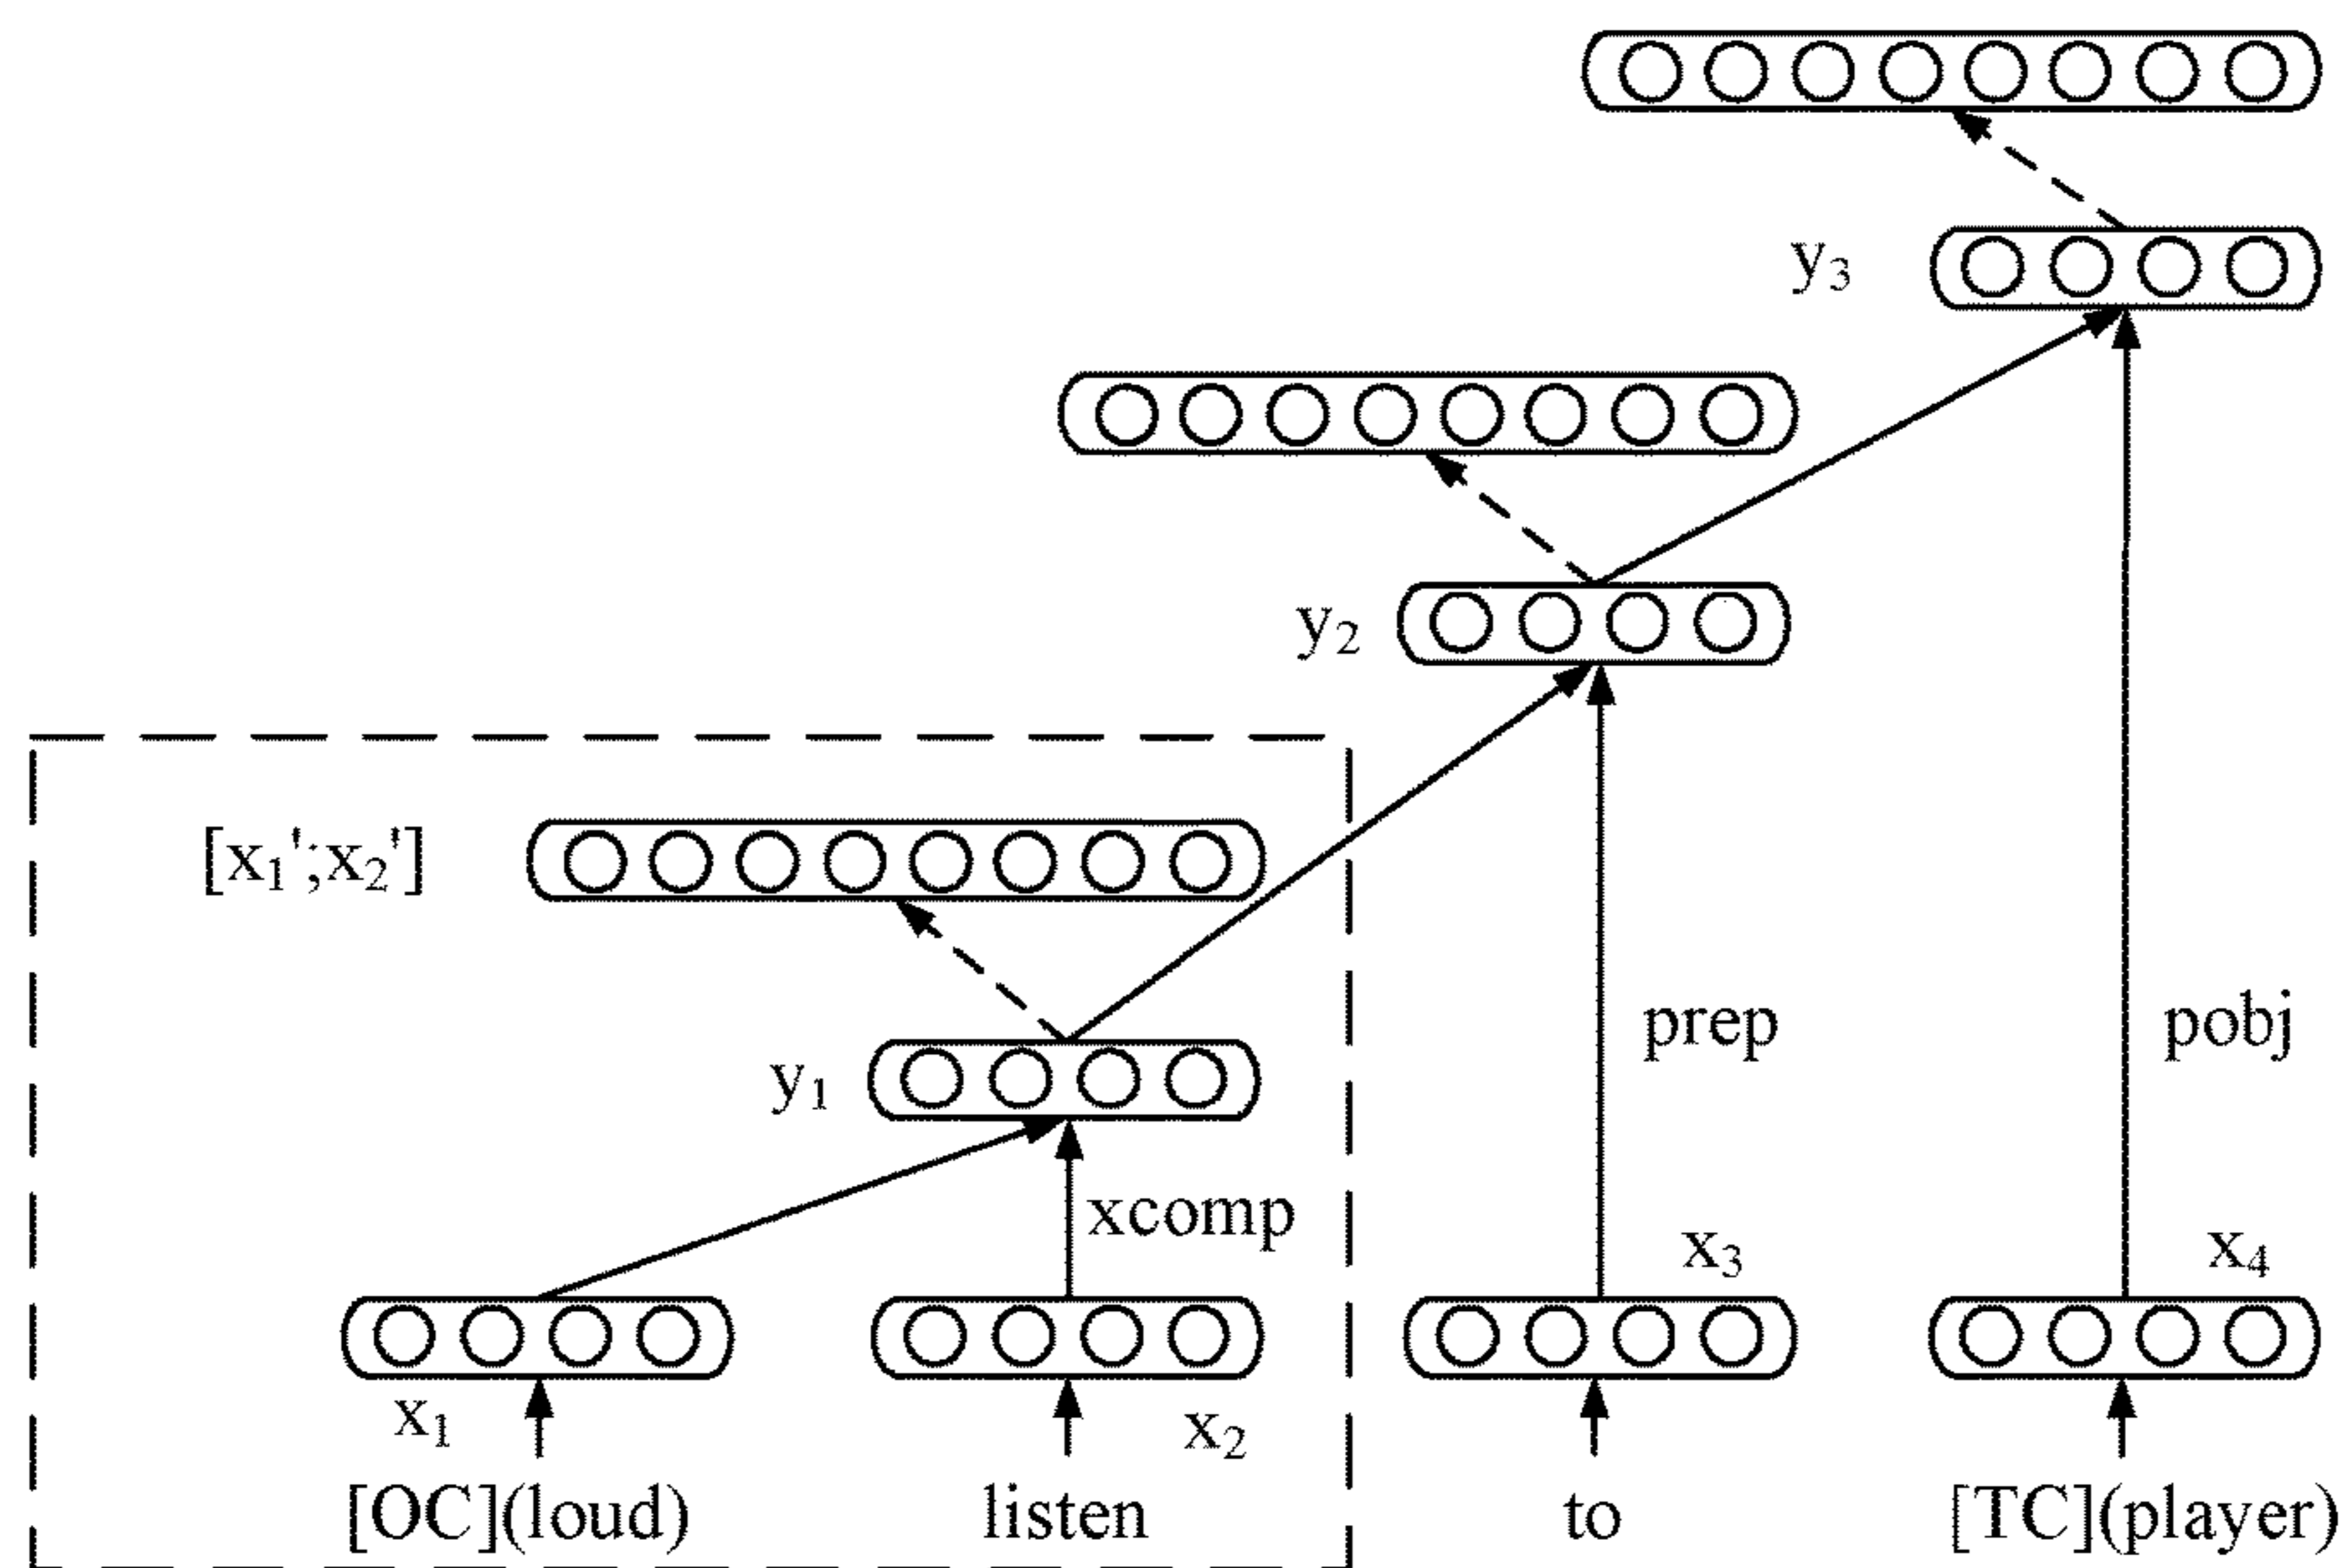 y₃
y₂
[x₁';x₂']
prep
pobj
y₁
xcomp
x₃
x₄
x₁
x₂
[OC](loud)
listen
to
[TC](player)